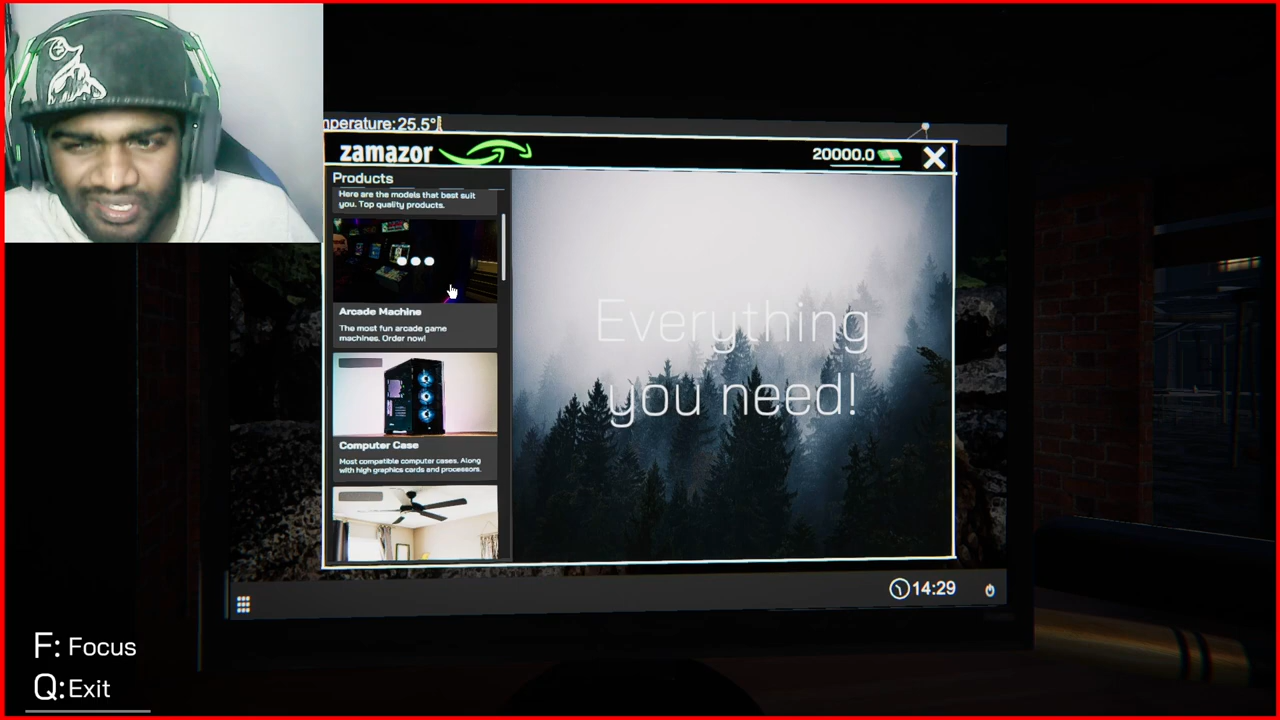 nperature:25.5°
zamazor
20000.0
Products
Here are the models that best suit
you. Top quality products.
Arcade Machine
The most fun arcade game
machines. Order now!
Computer Case
Most compatible computer cases. Along
with high graphics cards and processors.
Everything
you need!
14:29
F: Focus
Q:Exit